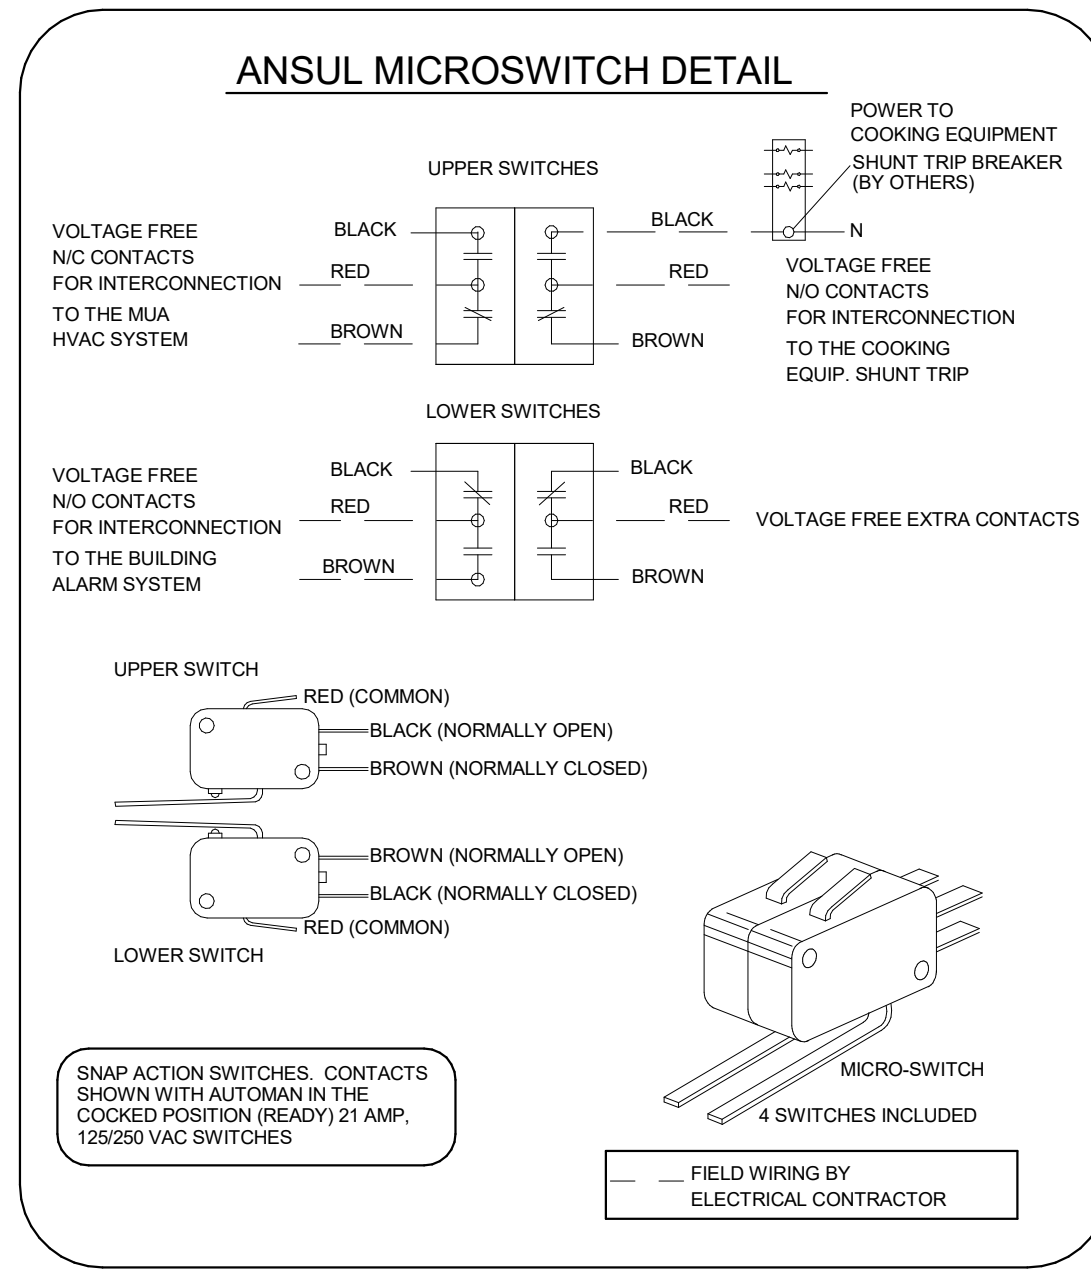 ANSUL MICROSWITCH DETAIL
POWER TO
COOKING EQUIPMENT
SHUNT TRIP BREAKER
(BY OTHERS)
UPPER SWITCHES
VOLTAGE FREE
N/C CONTACTS
FOR INTERCONNECTION
TO THE MUA
HVAC SYSTEM
BLACK
RED
BROWN
BLACK
RED
BROWN
N
VOLTAGE FREE
N/O CONTACTS
FOR INTERCONNECTION
TO THE COOKING
EQUIP. SHUNT TRIP
LOWER SWITCHES
VOLTAGE FREE
N/O CONTACTS
FOR INTERCONNECTION
TO THE BUILDING
ALARM SYSTEM
BLACK
RED
BROWN
BLACK
RED
BROWN
VOLTAGE FREE EXTRA CONTACTS
UPPER SWITCH
RED (COMMON)
BLACK (NORMALLY OPEN)
BROWN (NORMALLY CLOSED)
BROWN (NORMALLY OPEN)
BLACK (NORMALLY CLOSED)
RED (COMMON)
LOWER SWITCH
SNAP ACTION SWITCHES. CONTACTS
SHOWN WITH AUTOMAN IN THE
COCKED POSITION (READY) 21 AMP,
125/250 VAC SWITCHES
MICRO-SWITCH
4 SWITCHES INCLUDED
FIELD WIRING BY
ELECTRICAL CONTRACTOR